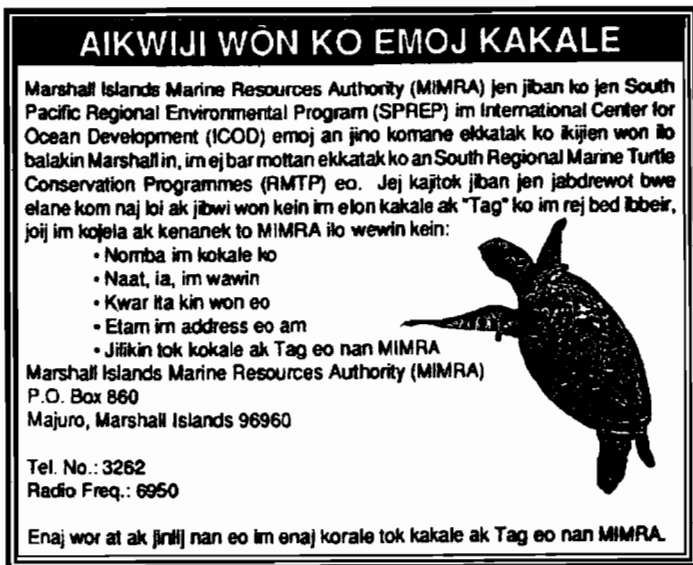 AIKWIJI WŌN KO EMOJ KAKALE
Marshall Islands Marine Resources Authority (MIMRA) jen jiban ko jen South
Pacific Regional Environmental Program (SPREP) im International Center for
Ocean Development (ICOD) emoj an jino komane ekkatak ko ikijien won ilo
balakin Marshall in, im ej bar mottan ekkatak ko an South Regional Marine Turtle
Conservation Programmes (RMTP) eo. Jej kajitok jiban jen jabdrewot bwe
elane kom naj loi ak jibwi won kein im elon kakale ak "Tag" ko im rej bed ibbeir,
joij im kojela ak kenanek to MIMRA ilo wewin kein:
• Nomba im kokale ko
• Naat, ia, im wawin
• Kwar ita kin won eo
• Etam im address eo am
• Jilikin tok kokale ak Tag eo nan MIMRA
Marshall Islands Marine Resources Authority (MIMRA)
P.O. Box 860
Majuro, Marshall Islands 96960
Tel. No.: 3262
Radio Freq.: 6950
Enaj wor at ak jinlij nan eo im enaj korale tok kakale ak Tag eo nan MIMRA.